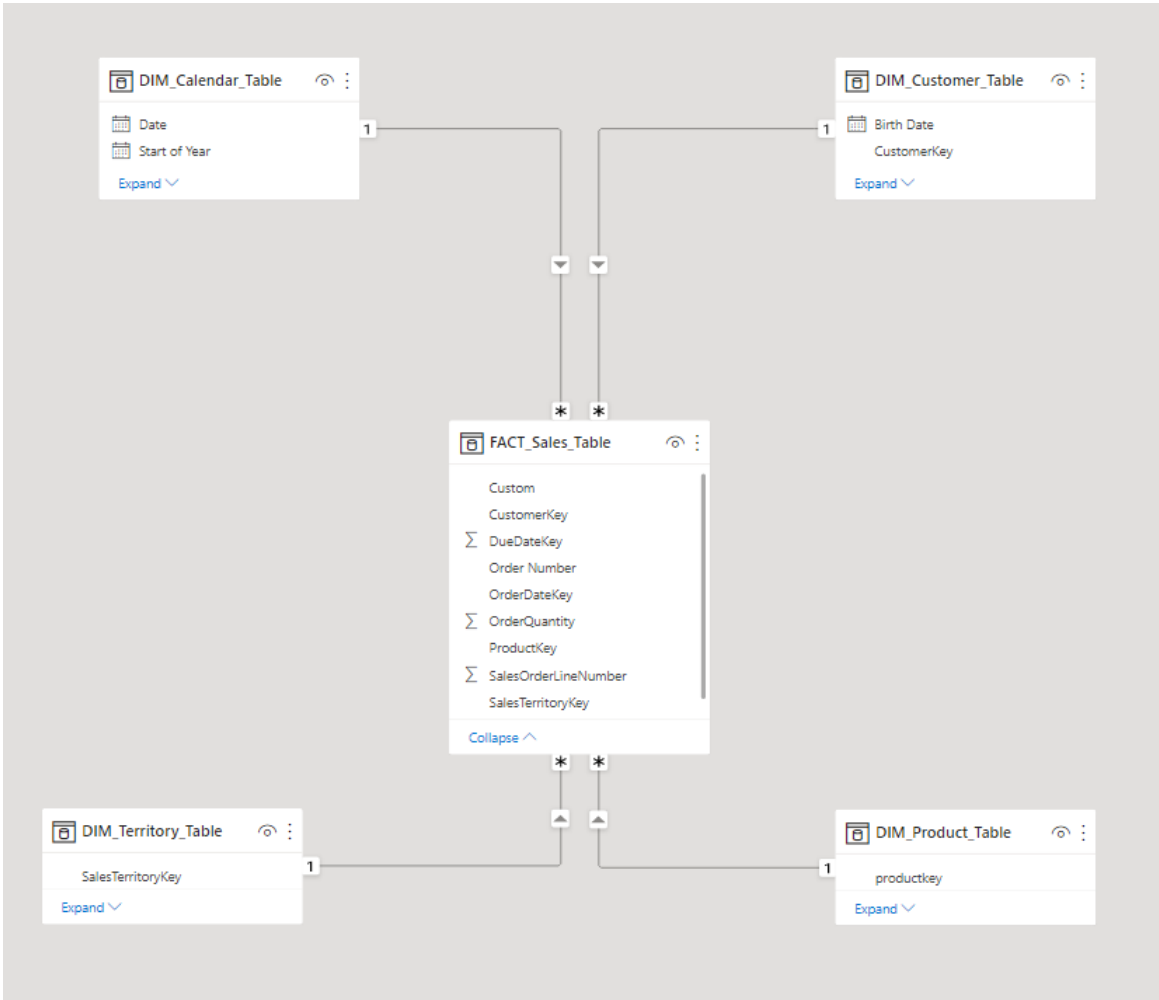 DIM_Calendar_Table
Date
Start of Year
Expand
1
DIM_Customer_Table
Birth Date
CustomerKey
Expand
1
*
*
FACT_Sales_Table
Custom
CustomerKey
Σ DueDateKey
Order Number
OrderDateKey
Σ OrderQuantity
ProductKey
Σ SalesOrderLineNumber
SalesTerritoryKey
Collapse
*
*
DIM_Territory_Table
SalesTerritoryKey
Expand
1
DIM_Product_Table
productkey
Expand
1